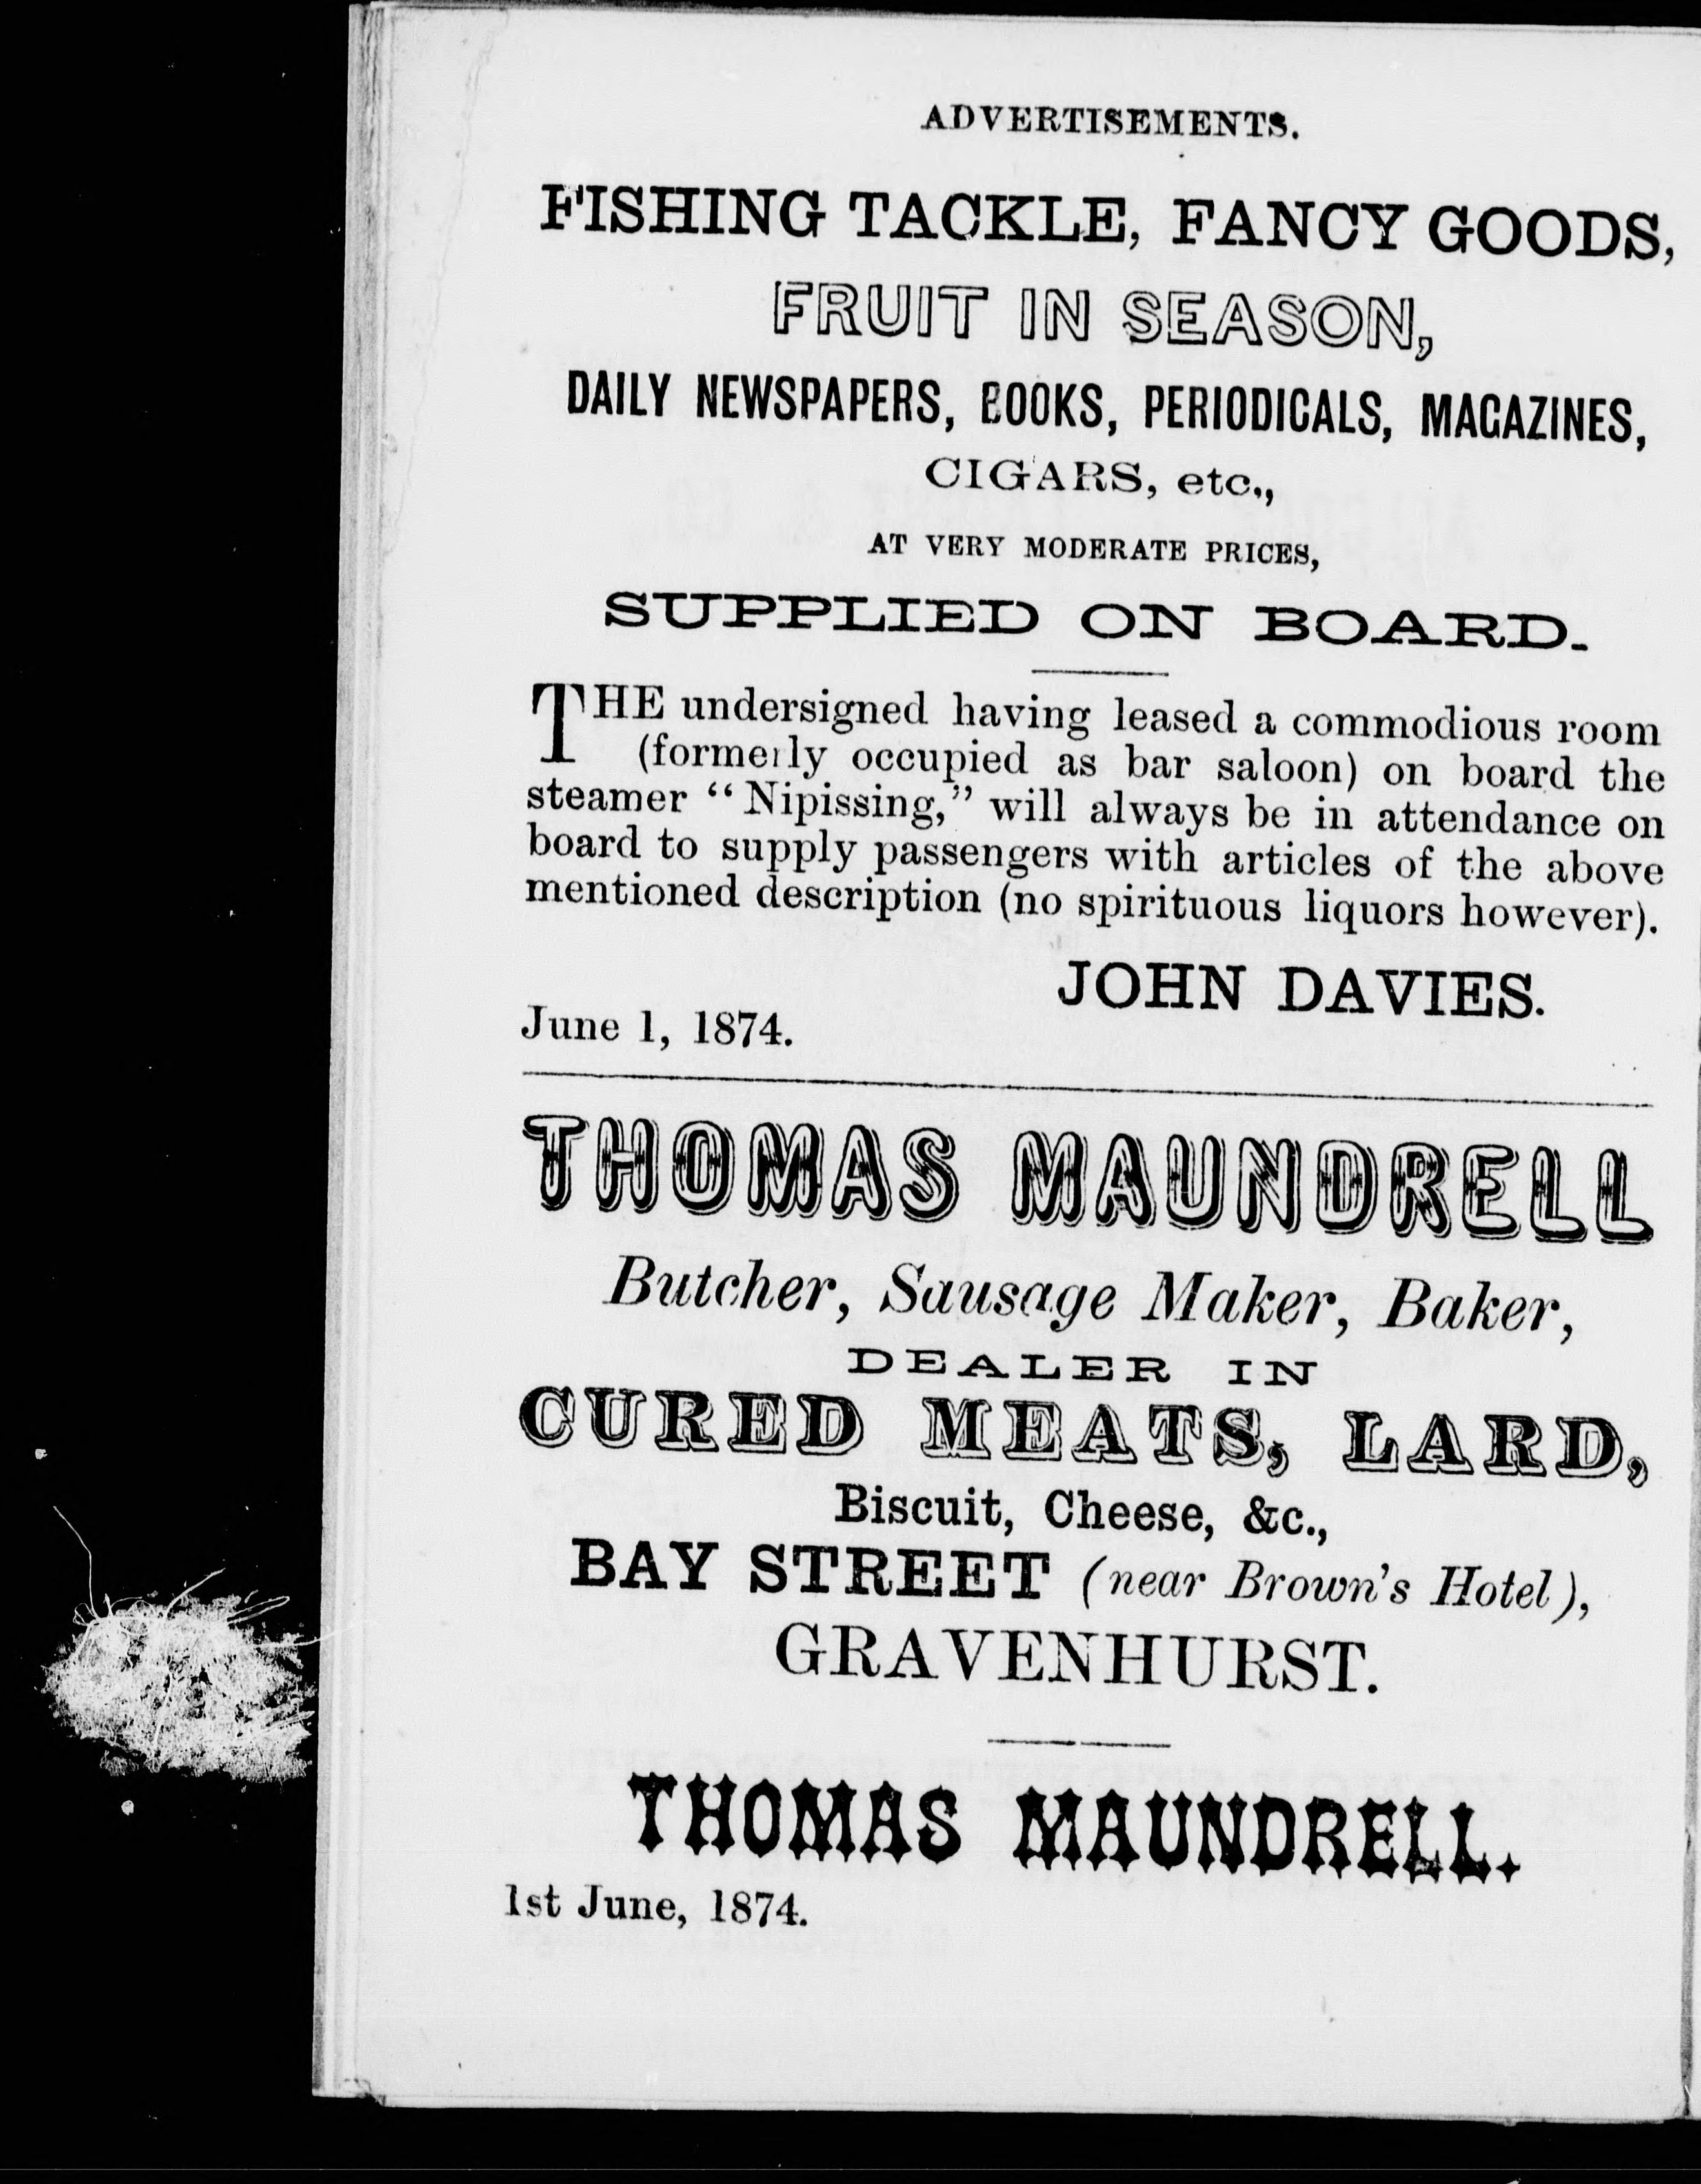 ADVERTISEMENTS.
FISHING TACKLE, FANCY GOODS,
FRUIT IN SEASON,
DAILY NEWSPAPERS, BOOKS, PERIODICALS, MAGAZINES,
CIGARS, etc.,
AT VERY MODERATE PRICES,
SUPPLIED ON BOARD.
THE undersigned having leased a commodious room
(formerly occupied as bar saloon) on board the
steamer “Nipissing,” will always be in attendance on
board to supply passengers with articles of the above
mentioned description (no spirituous liquors however).
JOHN DAVIES.
June 1, 1874.
THOMAS MAUNDRELL
Butcher, Sausage Maker, Baker,
DEALER IN
CURED MEATS, LARD,
Biscuit, Cheese, &c.,
BAY STREET (near Brown's Hotel),
GRAVENHURST.
THOMAS MAUNDRELL.
1st June, 1874.